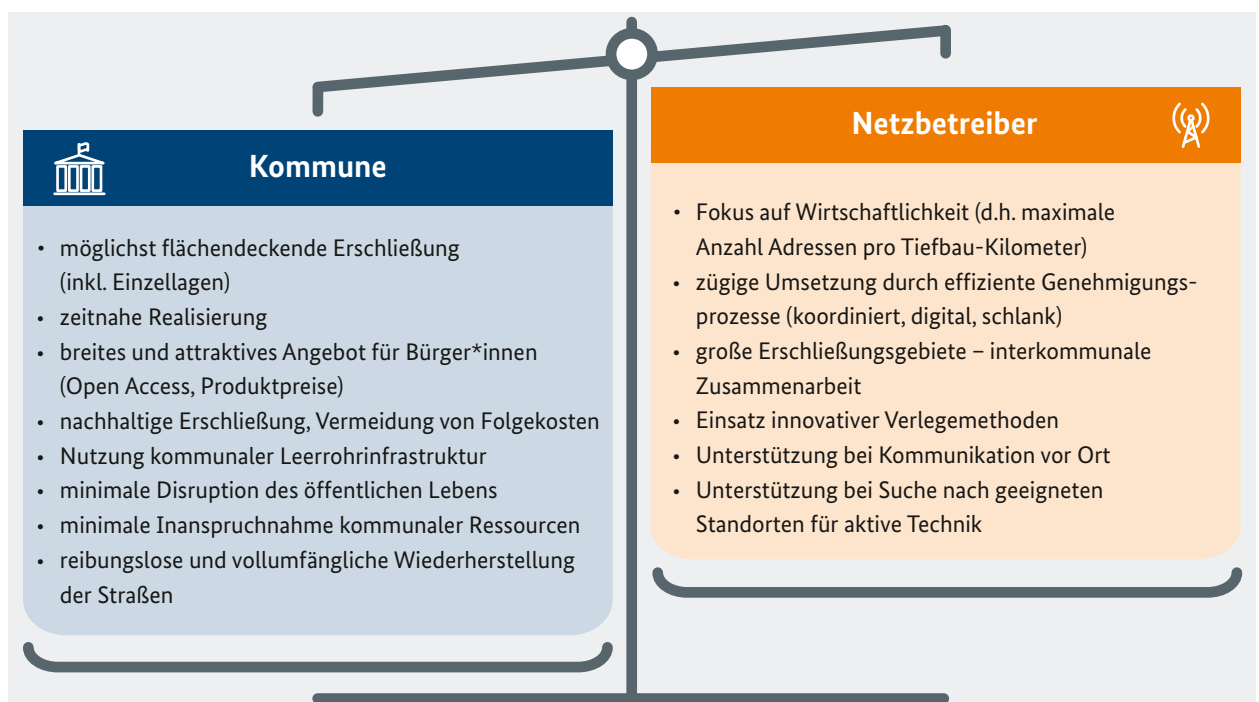 Kommune
• möglichst flächendeckende Erschließung
(inkl. Einzellagen)
• zeitnahe Realisierung
• breites und attraktives Angebot für Bürger*innen
(Open Access, Produktpreise)
• nachhaltige Erschließung, Vermeidung von Folgekosten
• Nutzung kommunaler Leerrohrinfrastruktur
• minimale Disruption des öffentlichen Lebens
• minimale Inanspruchnahme kommunaler Ressourcen
• reibungslose und vollumfängliche Wiederherstellung
der Straßen
Netzbetreiber
• Fokus auf Wirtschaftlichkeit (d.h. maximale
Anzahl Adressen pro Tiefbau-Kilometer)
• zügige Umsetzung durch effiziente Genehmigungs-
prozesse (koordiniert, digital, schlank)
• große Erschließungsgebiete – interkommunale
Zusammenarbeit
• Einsatz innovativer Verlegemethoden
• Unterstützung bei Kommunikation vor Ort
• Unterstützung bei Suche nach geeigneten
Standorten für aktive Technik